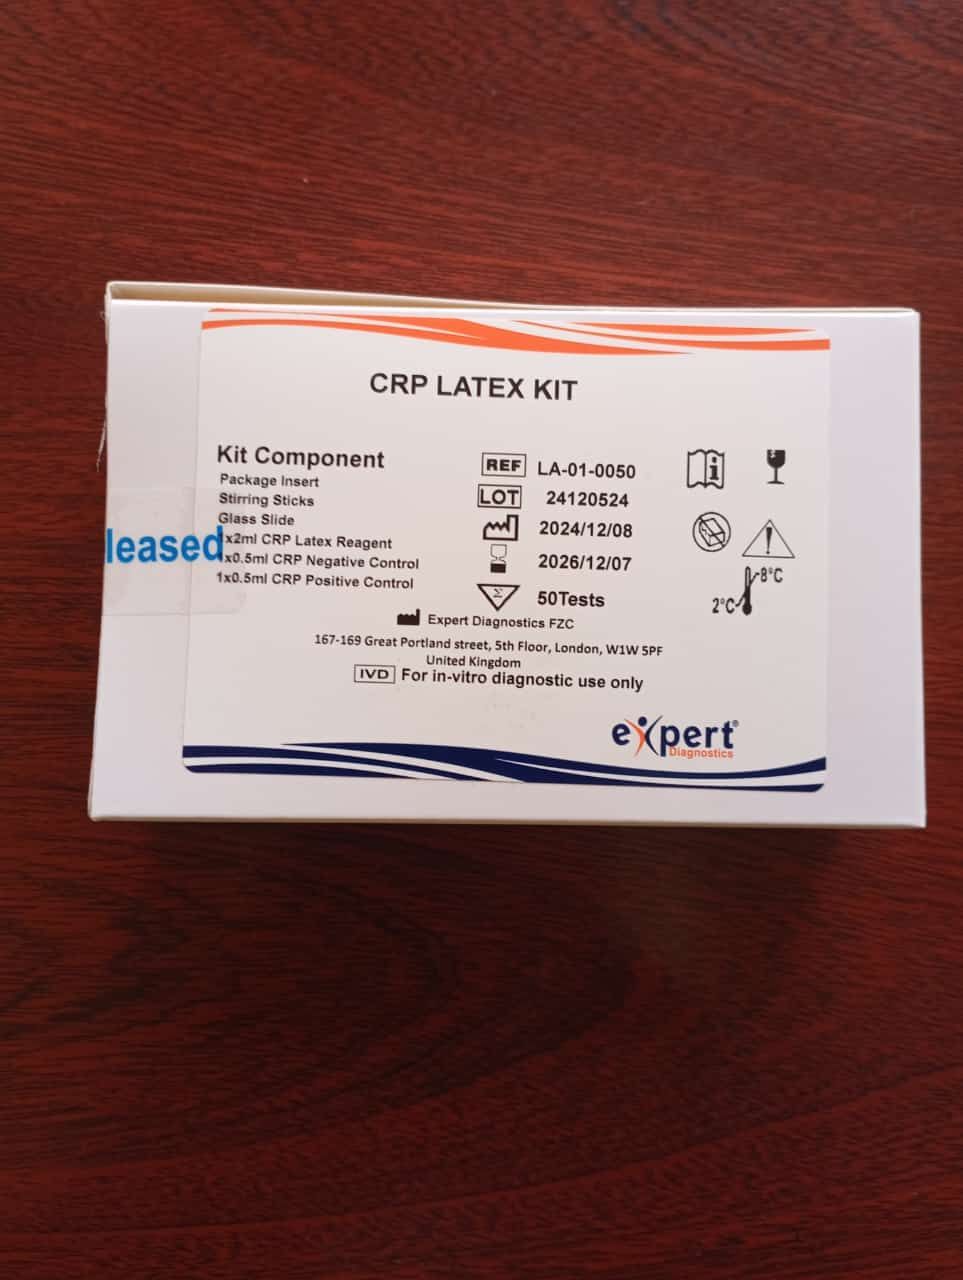 CRP LATEX KIT
Kit Component
Package Insert
Stirring Sticks
Glass Slide
1x2ml CRP Latex Reagent
1x0.5ml CRP Negative Control
1x0.5ml CRP Positive Control
leased
REF LA-01-0050
LOT 24120524
2024/12/08
2026/12/07
Σ 50Tests
i
2°C
8°C
Expert Diagnostics FZC
167-169 Great Portland street, 5th Floor, London, W1W 5PF
United Kingdom
IVD For in-vitro diagnostic use only
expert®
Diagnostics